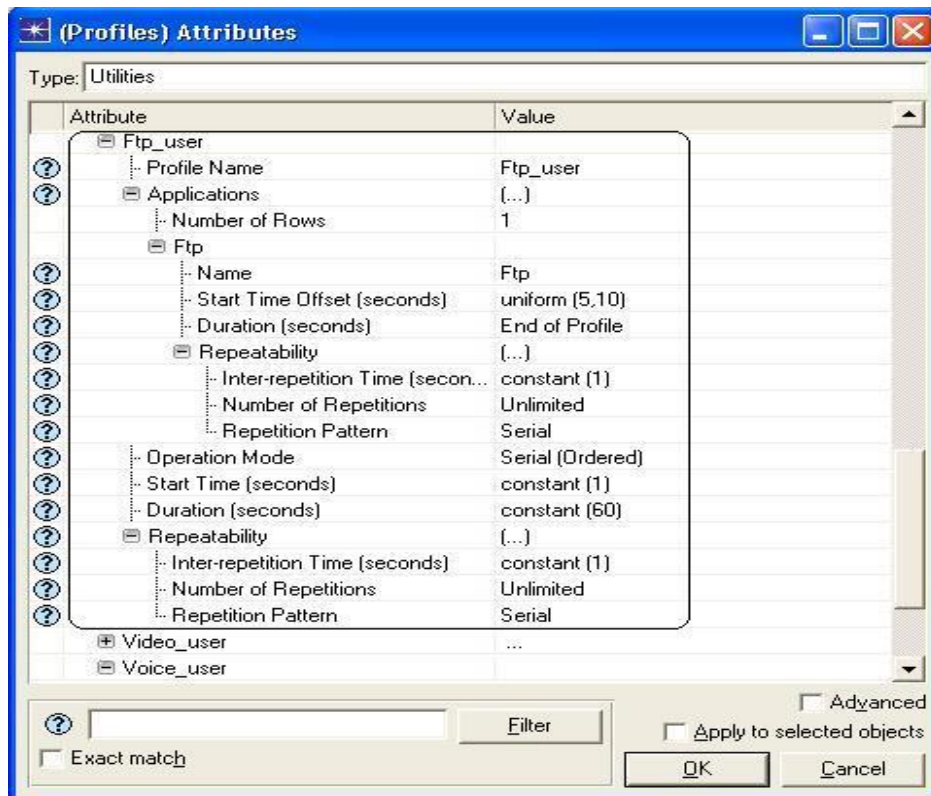 (Profiles) Attributes
Type: Utilities
Attribute Value
Ftp_user
Profile Name Ftp_user
Applications (...)
Number of Rows 1
Ftp
Name Ftp
Start Time Offset (seconds) uniform (5,10)
Duration (seconds) End of Profile
Repeatability (...)
Inter-repetition Time (secon... constant (1)
Number of Repetitions Unlimited
Repetition Pattern Serial
Operation Mode Serial (Ordered)
Start Time (seconds) constant (1)
Duration (seconds) constant (60)
Repeatability (...)
Inter-repetition Time (seconds) constant (1)
Number of Repetitions Unlimited
Repetition Pattern Serial
Video_user ...
Voice_user
Advanced
Filter
Apply to selected objects
Exact match
OK Cancel